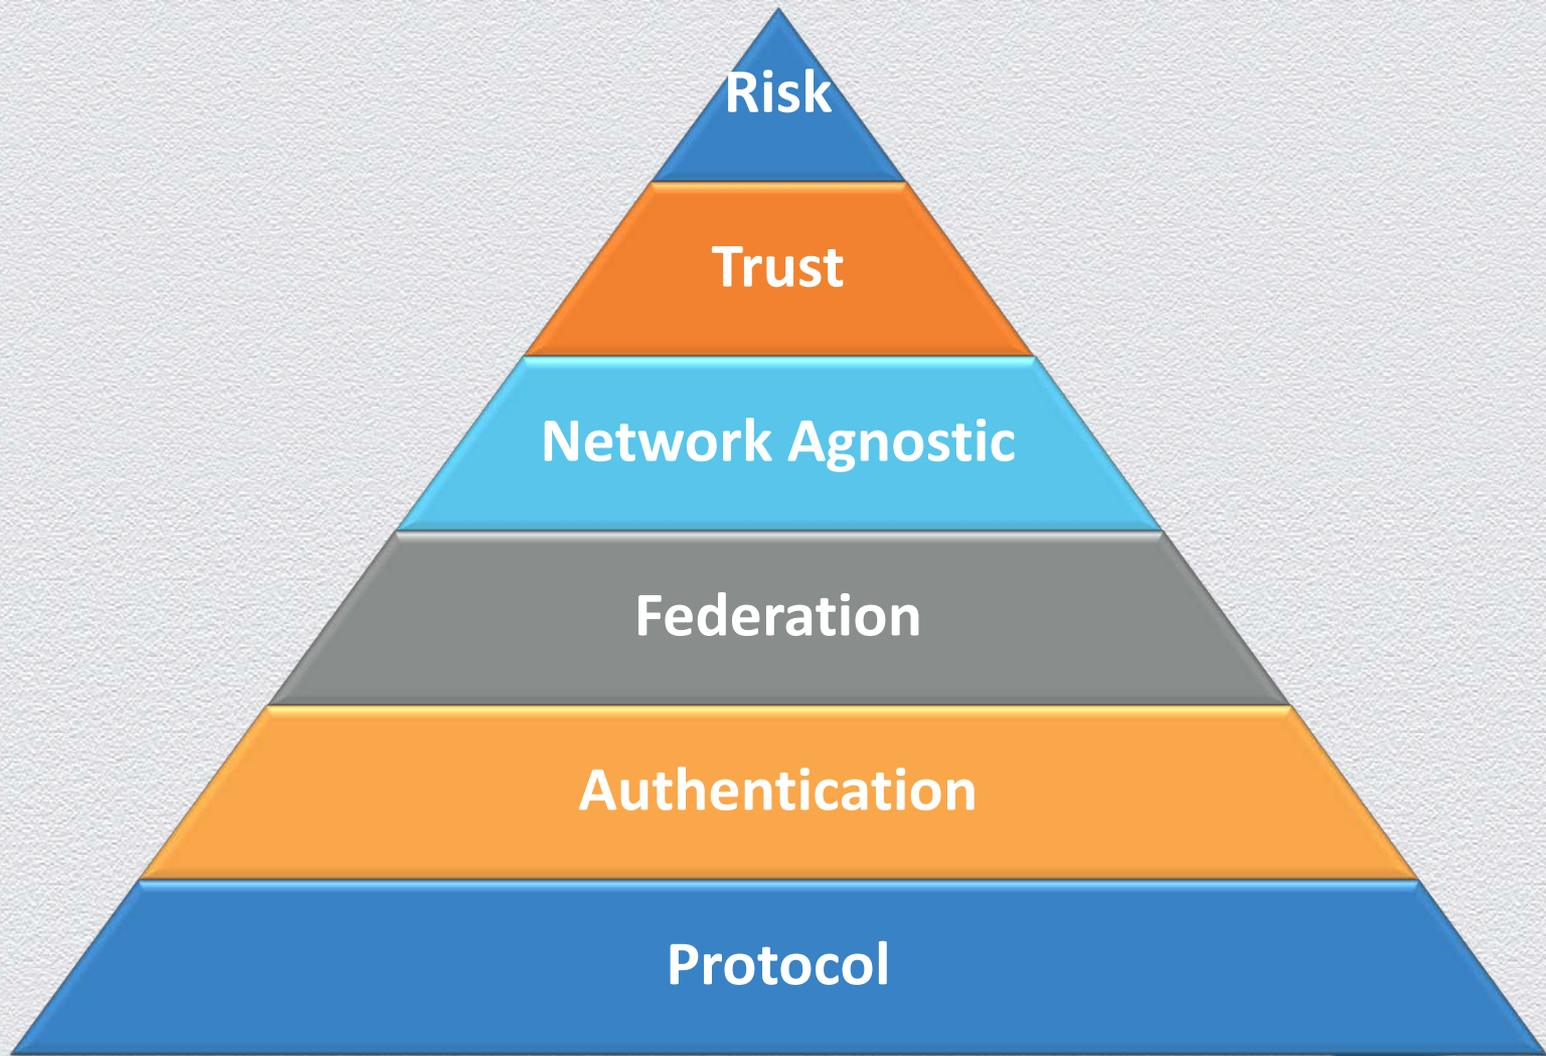 Risk
Trust
Network Agnostic
Federation
Authentication
Protocol